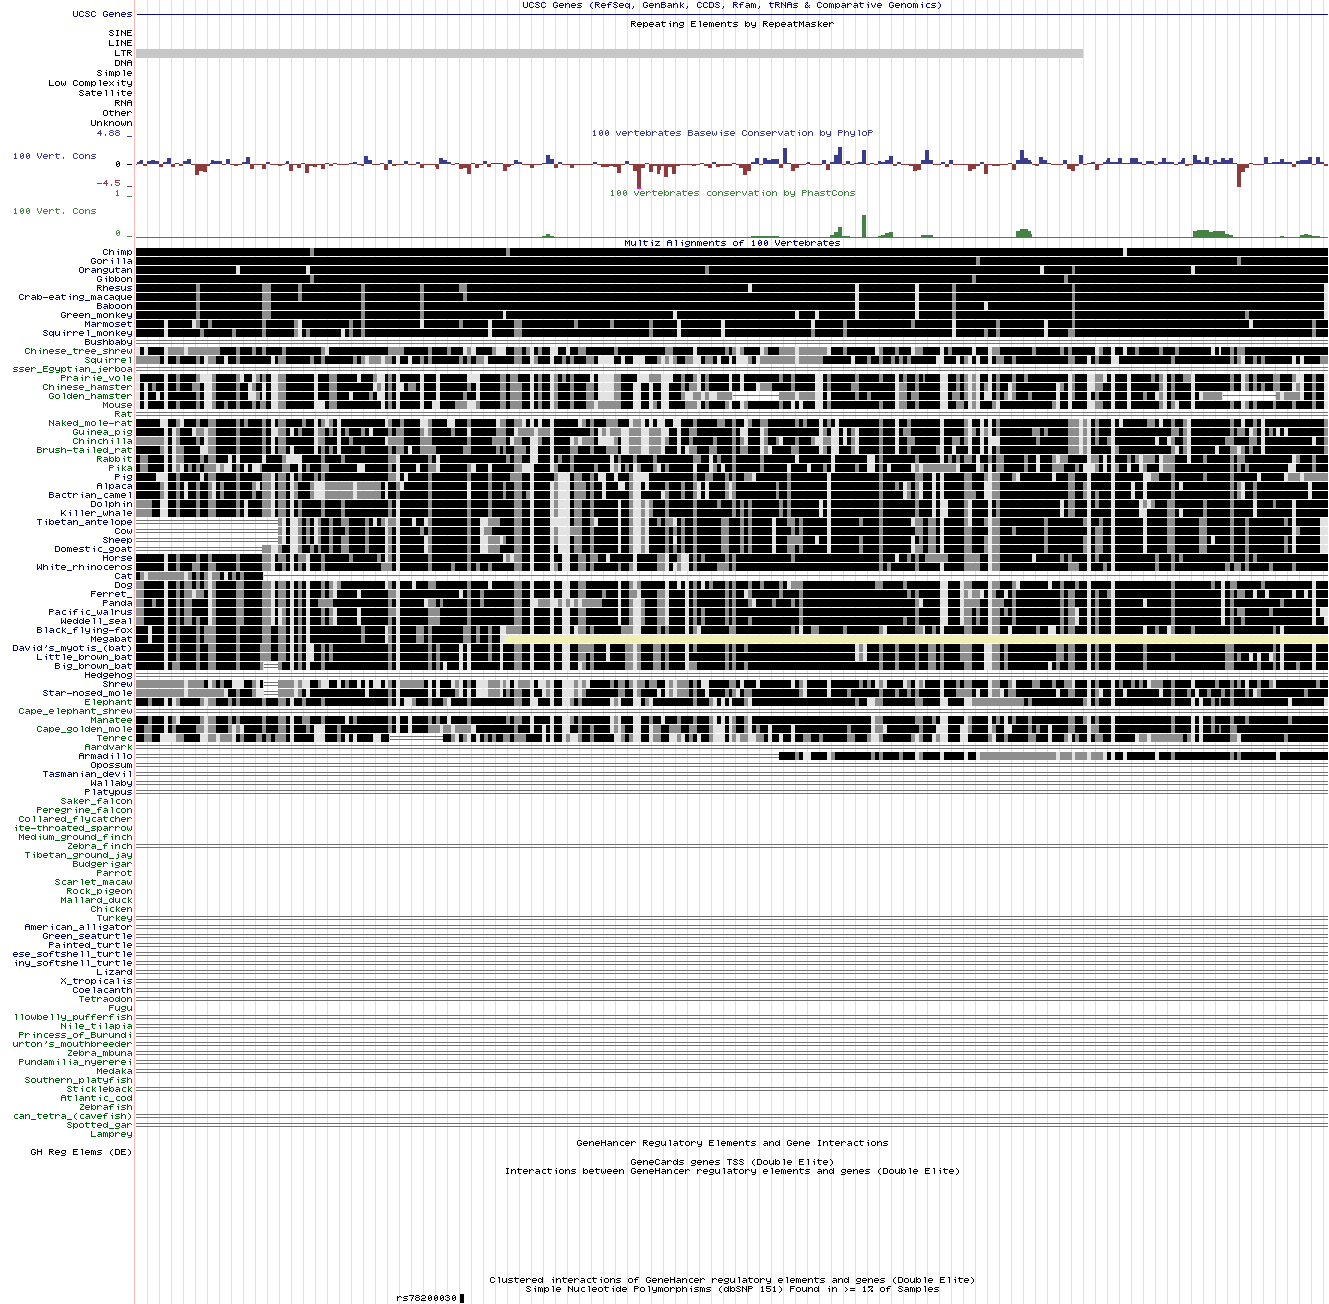 UCSC Genes (RefSeq, GenBank, CCDS, Rfam, tRNAs & Comparative Genomics)
UCSC Genes
Repeating Elements by RepeatMasker
SINE
LINE
LTR
DNA
Simple
Low Complexity
Satellite
RNA
Other
Unknown
4.88 _
100 vertebrates Basewise Conservation by PhyloP
100 Vert. Cons
0 _
-4.5 _
100 vertebrates conservation by PhastCons
1 _
100 Vert. Cons
0 _
Multiz Alignments of 100 Vertebrates
Chimp
Gorilla
Orangutan
Gibbon
Rhesus
Crab-eating_macaque
Baboon
Green_monkey
Marmoset
Squirrel_monkey
Bushbaby
Chinese_tree_shrew
Squirrel
sser_Egyptian_jerboa
Prairie_vole
Chinese_hamster
Golden_hamster
Mouse
Rat
Naked_mole-rat
Guinea_pig
Chinchilla
Brush-tailed_rat
Rabbit
Pika
Pig
Alpaca
Bactrian_camel
Dolphin
Killer_whale
Tibetan_antelope
Cow
Sheep
Domestic_goat
Horse
White_rhinoceros
Cat
Dog
Ferret_
Panda
Pacific_walrus
Weddell_seal
Black_flying-fox
Megabat
David's_myotis_(bat)
Little_brown_bat
Big_brown_bat
Hedgehog
Shrew
Star-nosed_mole
Elephant
Cape_elephant_shrew
Manatee
Cape_golden_mole
Tenrec
Aardvark
Armadillo
Opossum
Tasmanian_devil
Wallaby
Platypus
Saker_falcon
Peregrine_falcon
Collared_flycatcher
ite-throated_sparrow
Medium_ground_finch
Zebra_finch
Tibetan_ground_jay
Budgerigar
Parrot
Scarlet_macaw
Rock_pigeon
Mallard_duck
Chicken
Turkey
American_alligator
Green_seaturtle
Painted_turtle
ese_softshell_turtle
iny_softshell_turtle
Lizard
X_tropicalis
Coelacanth
Tetraodon
Fugu
llowbelly_pufferfish
Nile_tilapia
Princess_of_Burundi
urton's_mouthbreeder
Zebra_mbuna
Pundamilia_nyererei
Medaka
Southern_platyfish
Stickleback
Atlantic_cod
Zebrafish
can_tetra_(cavefish)
Spotted_gar
Lamprey
GeneHancer Regulatory Elements and Gene Interactions
GH Reg Elems (DE)
GeneCards genes TSS (Double Elite)
Interactions between GeneHancer regulatory elements and genes (Double Elite)
Clustered interactions of GeneHancer regulatory elements and genes (Double Elite)
Simple Nucleotide Polymorphisms (dbSNP 151) Found in >= 1% of Samples
rs78200030